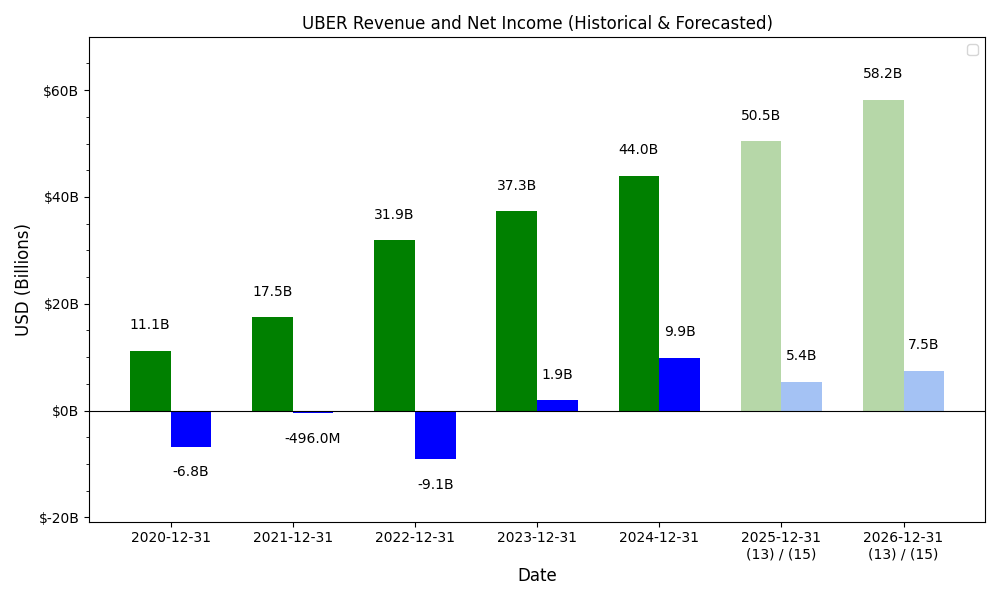 UBER Revenue and Net Income (Historical & Forecasted)
USD (Billions)
$60B
$40B
$20B
$0B
$-20B
11.1B
-6.8B
17.5B
-496.0M
31.9B
-9.1B
37.3B
1.9B
44.0B
9.9B
50.5B
5.4B
58.2B
7.5B
2020-12-31
2021-12-31
2022-12-31
2023-12-31
2024-12-31
2025-12-31
(13) / (15)
2026-12-31
(13) / (15)
Date